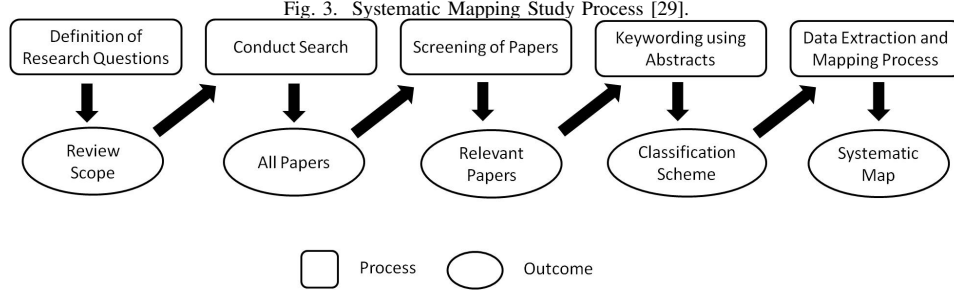 Fig. 3. Systematic Mapping Study Process [29].
Definition of
Research Questions
Conduct Search
Screening of Papers
Keywording using
Abstracts
Data Extraction and
Mapping Process
Review
Scope
All Papers
Relevant
Papers
Classification
Scheme
Systematic
Map
Process
Outcome